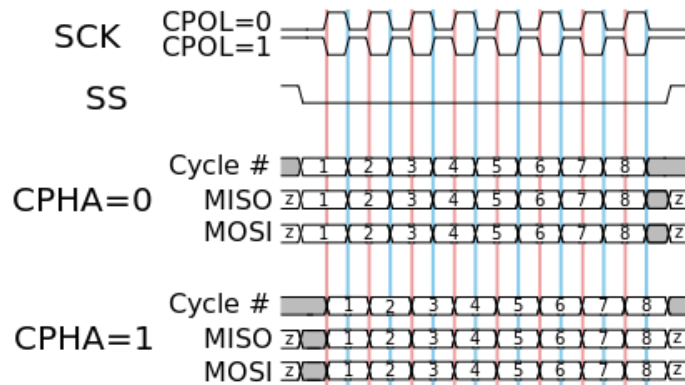 SCK CPOL=0
CPOL=1
SS
Cycle # 1 2 3 4 5 6 7 8
CPHA=0 MISO z 1 2 3 4 5 6 7 8 z
MOSI z 1 2 3 4 5 6 7 8 z
Cycle # 1 2 3 4 5 6 7 8
CPHA=1 MISO z 1 2 3 4 5 6 7 8 z
MOSI z 1 2 3 4 5 6 7 8 z